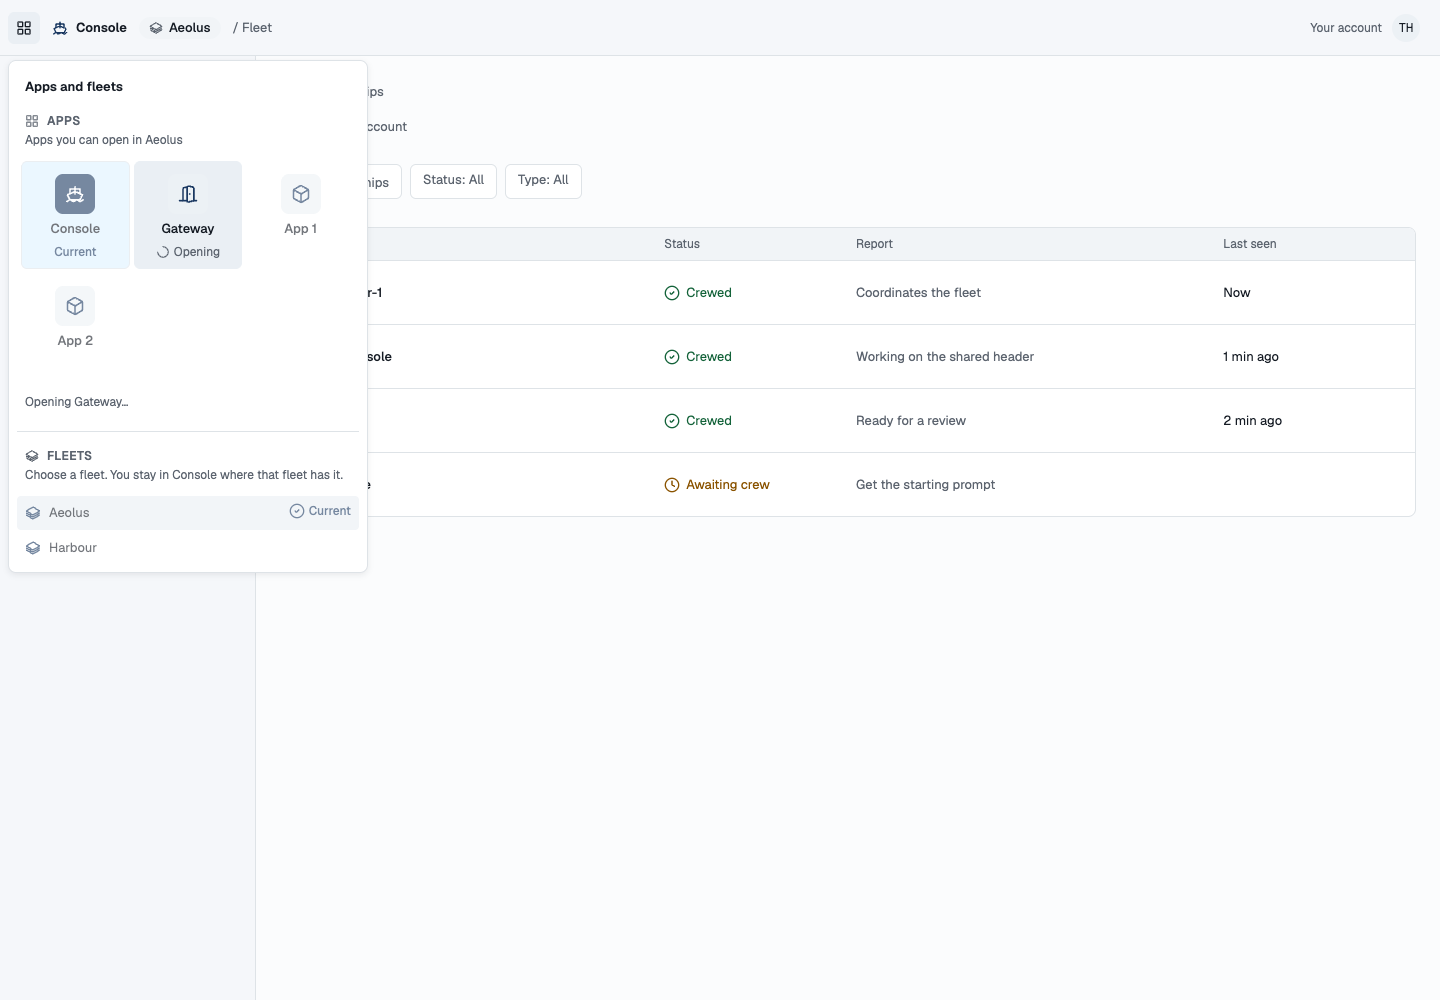 Console
Aeolus
/ Fleet
Your account
TH
Apps and fleets
APPS
Apps you can open in Aeolus
Console
Current
Gateway
Opening
App 1
App 2
Opening Gateway...
FLEETS
Choose a fleet. You stay in Console where that fleet has it.
Aeolus
Current
Harbour
ips
ccount
hips
Status: All
Type: All
Status
Report
Last seen
r-1
Crewed
Coordinates the fleet
Now
sole
Crewed
Working on the shared header
1 min ago
Crewed
Ready for a review
2 min ago
e
Awaiting crew
Get the starting prompt